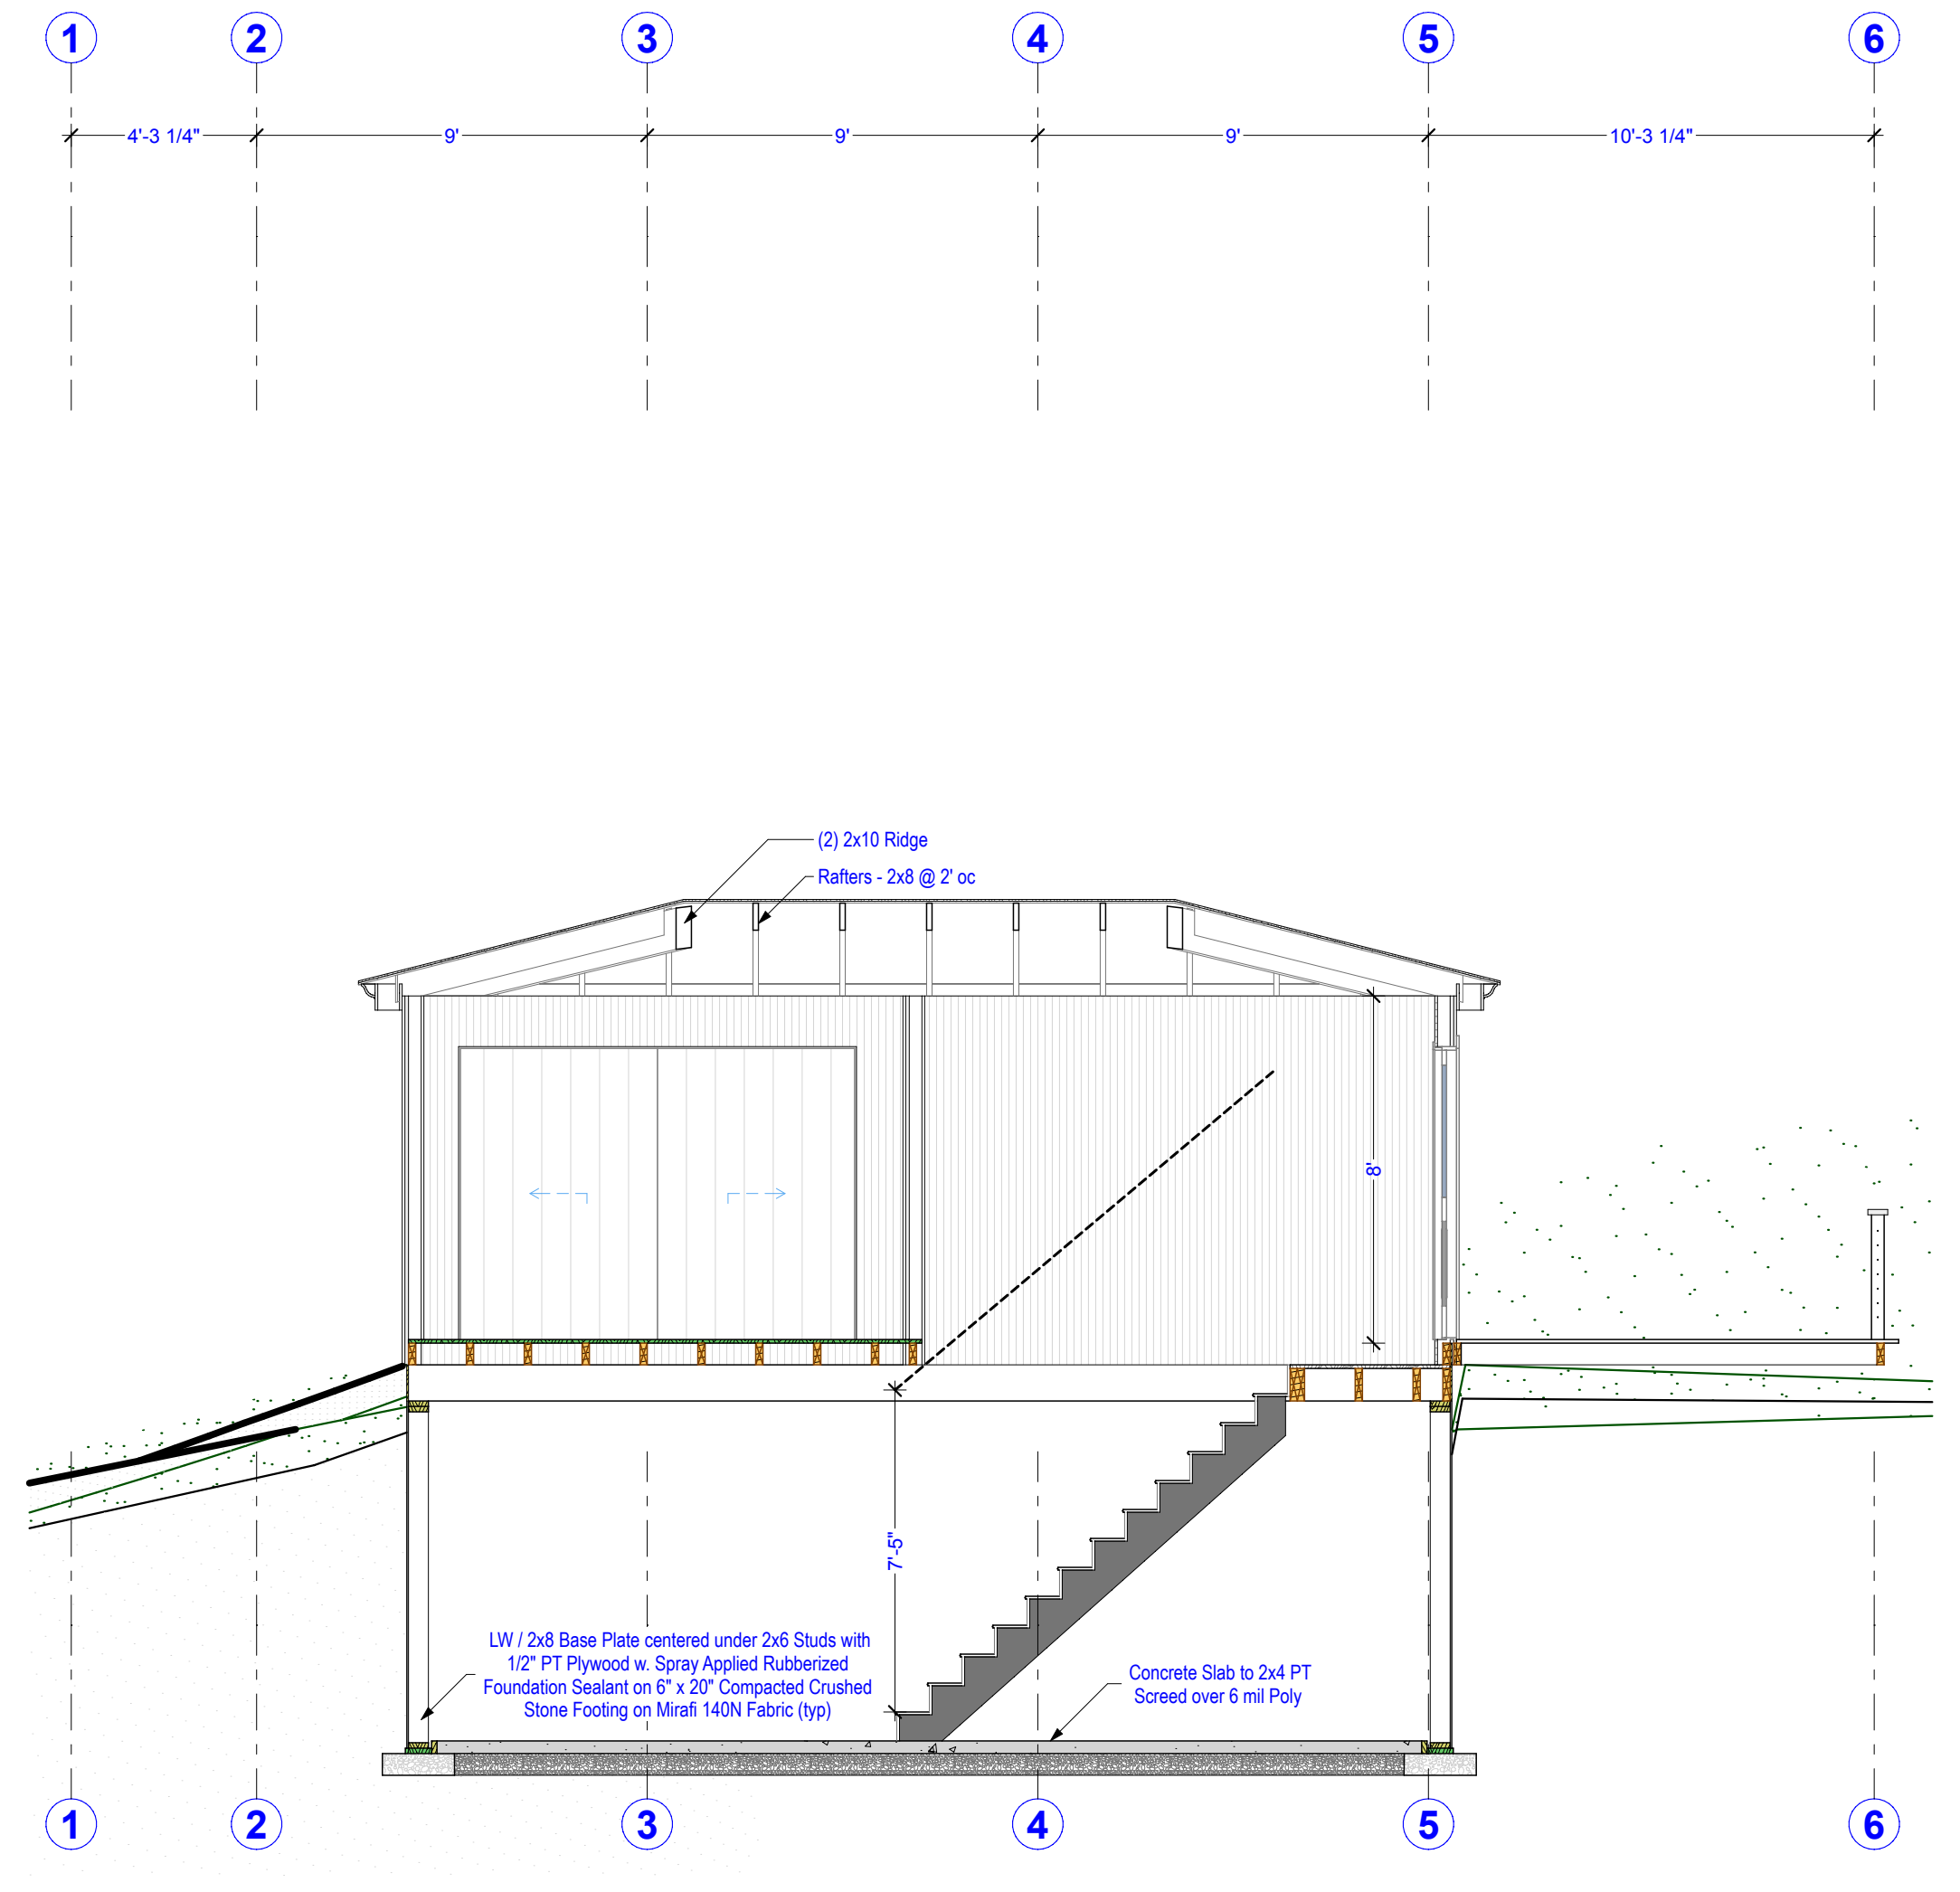 1 2 3 4 5 6
4'-3 1/4" 9' 9' 9' 10'-3 1/4"
(2) 2x10 Ridge
Rafters - 2x8 @ 2' oc
8'
7'-5"
LW / 2x8 Base Plate centered under 2x6 Studs with
1/2" PT Plywood w. Spray Applied Rubberized
Foundation Sealant on 6" x 20" Compacted Crushed
Stone Footing on Mirafi 140N Fabric (typ)
Concrete Slab to 2x4 PT
Screed over 6 mil Poly
1 2 3 4 5 6